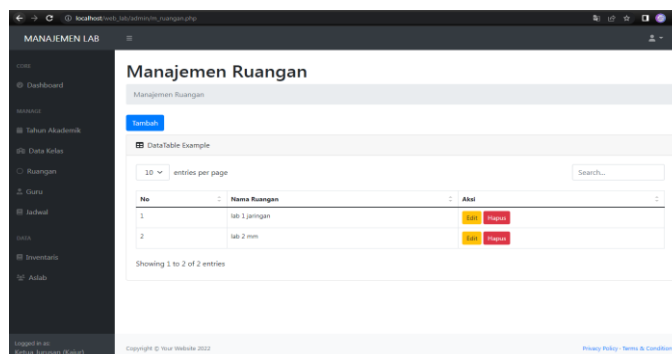 localhost/web_lab/admin/m_ruangan.php
MANAJEMEN LAB
CORE
Dashboard
MANAGE
Tahun Akademik
Data Kelas
Ruangan
Guru
Jadwal
DATA
Inventaris
Aslab
Logged in as:
Ketua Jurusan (Kajur)
Manajemen Ruangan
Manajemen Ruangan
Tambah
DataTable Example
10 entries per page
Search...
No Nama Ruangan Aksi
1 lab 1 jaringan Edit Hapus
2 lab 2 mm Edit Hapus
Showing 1 to 2 of 2 entries
Copyright © Your Website 2022
Privacy Policy · Terms & Condition